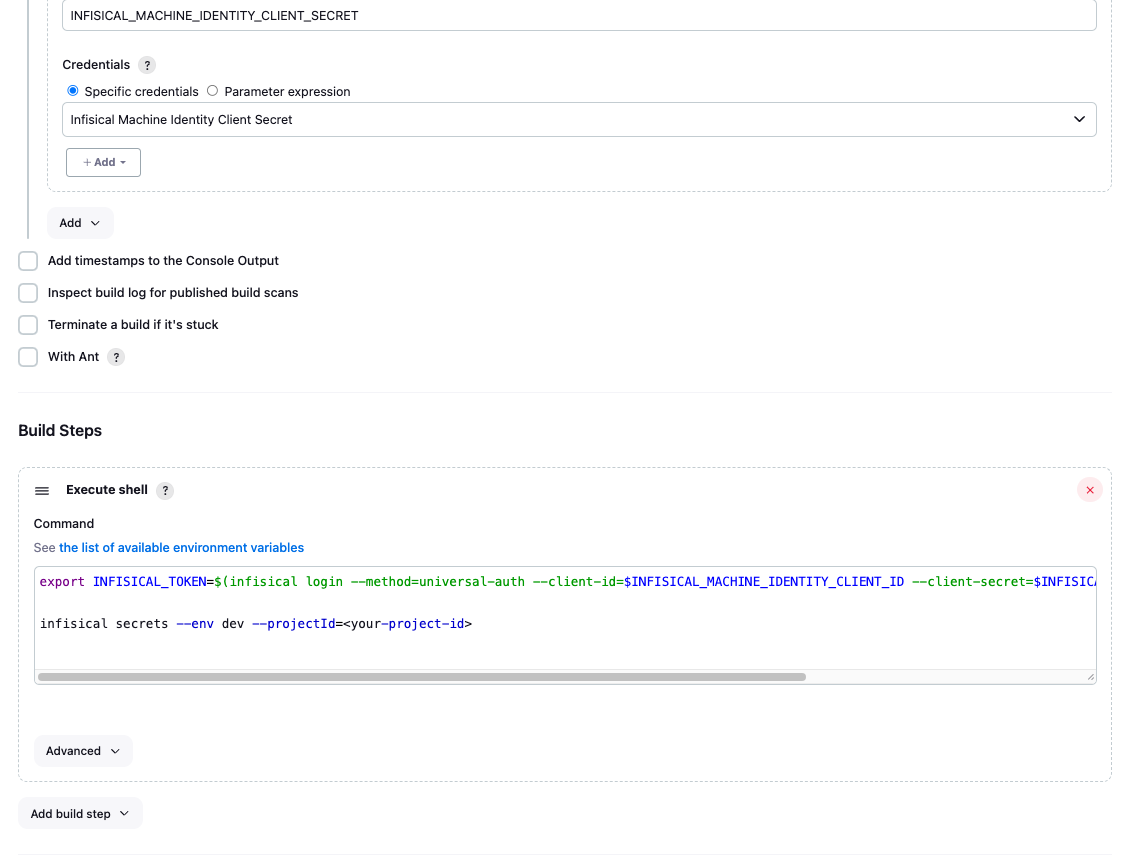 INFISICAL_MACHINE_IDENTITY_CLIENT_SECRET
Credentials ?
Specific credentials Parameter expression
Infisical Machine Identity Client Secret
+ Add
Add
Add timestamps to the Console Output
Inspect build log for published build scans
Terminate a build if it's stuck
With Ant ?
Build Steps
Execute shell ?
Command
See the list of available environment variables
export INFISICAL_TOKEN=$(infisical login --method=universal-auth --client-id=$INFISICAL_MACHINE_IDENTITY_CLIENT_ID --client-secret=$INFISICA
infisical secrets --env dev --projectId=<your-project-id>
Advanced
Add build step